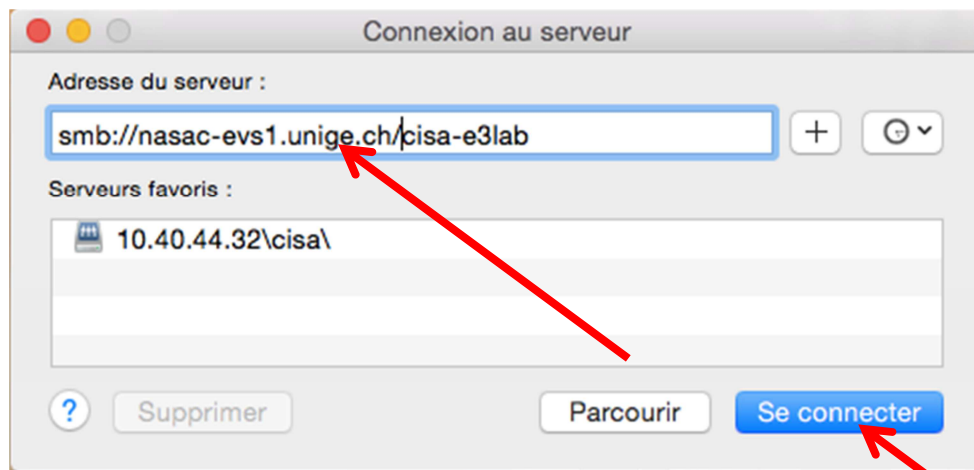 Connexion au serveur
Adresse du serveur :
smb://nasac-evs1.unige.ch/cisa-e3lab
+
Serveurs favoris :
10.40.44.32\cisa\
? Supprimer Parcourir Se connecter